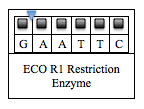 G A A T T C
ECO R1 Restriction
Enzyme